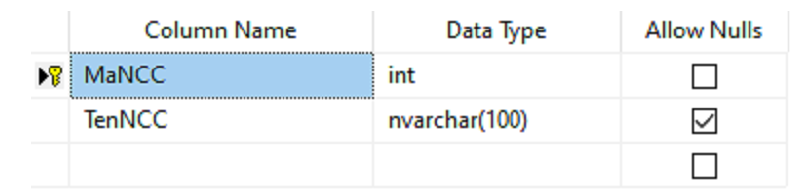 Column Name Data Type Allow Nulls
MaNCC int
TenNCC nvarchar(100)